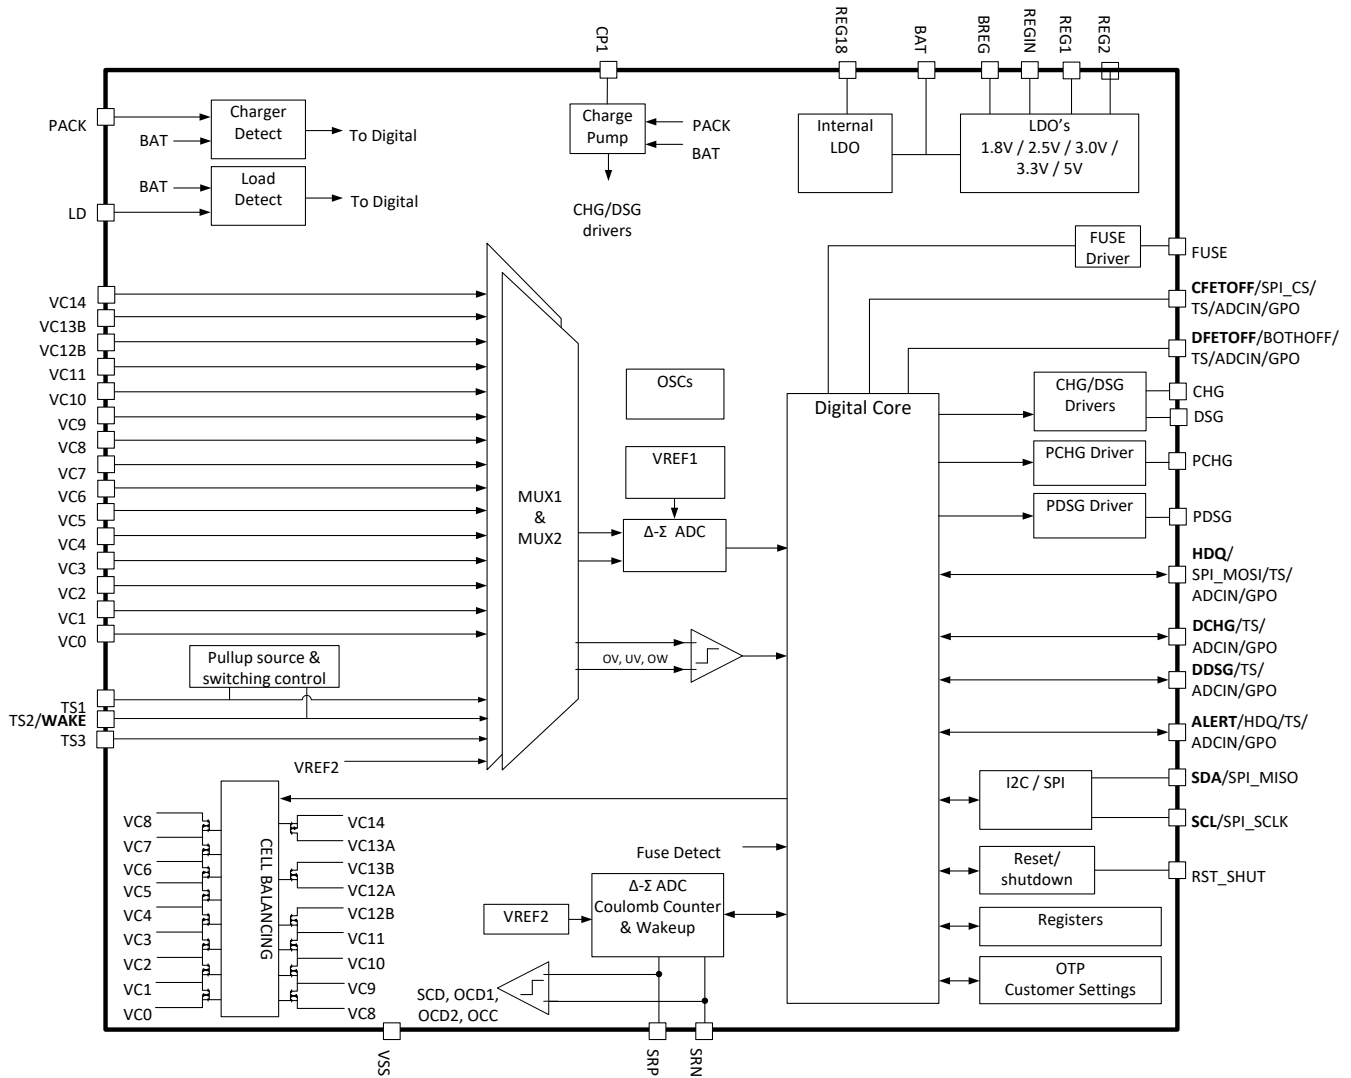 CP1
REG18
BAT
BREG
REGIN
REG1
REG2
PACK
BAT
Charger
Detect
To Digital
BAT
LD
Load
Detect
To Digital
Charge
Pump
PACK
BAT
CHG/DSG
drivers
Internal
LDO
LDO's
1.8V / 2.5V / 3.0V /
3.3V / 5V
FUSE
Driver
FUSE
CFETOFF/SPI_CS/
TS/ADCIN/GPO
DFETOFF/BOTHOFF/
TS/ADCIN/GPO
VC14
VC13B
VC12B
VC11
VC10
VC9
VC8
VC7
VC6
VC5
VC4
VC3
VC2
VC1
VC0
Pullup source &
switching control
TS1
TS2/WAKE
TS3
VREF2
MUX1
&
MUX2
OSCs
VREF1
Δ-Σ ADC
OV, UV, OW
Digital Core
CHG/DSG
Drivers
CHG
DSG
PCHG Driver
PCHG
PDSG Driver
PDSG
HDQ/
SPI_MOSI/TS/
ADCIN/GPO
DCHG/TS/
ADCIN/GPO
DDSG/TS/
ADCIN/GPO
ALERT/HDQ/TS/
ADCIN/GPO
I2C / SPI
SDA/SPI_MISO
SCL/SPI_SCLK
Reset/
shutdown
RST_SHUT
Registers
OTP
Customer Settings
VC8
VC7
VC6
VC5
VC4
VC3
VC2
VC1
VC0
CELL BALANCING
VC14
VC13A
VC13B
VC12A
VC12B
VC11
VC10
VC9
VC8
Fuse Detect
VREF2
Δ-Σ ADC
Coulomb Counter
& Wakeup
SCD, OCD1,
OCD2, OCC
VSS
SRP
SRN